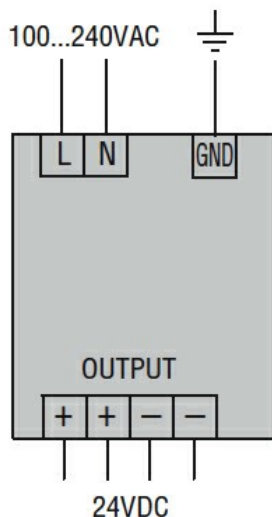 100...240VAC
L N GND
OUTPUT
+ + − −
24VDC